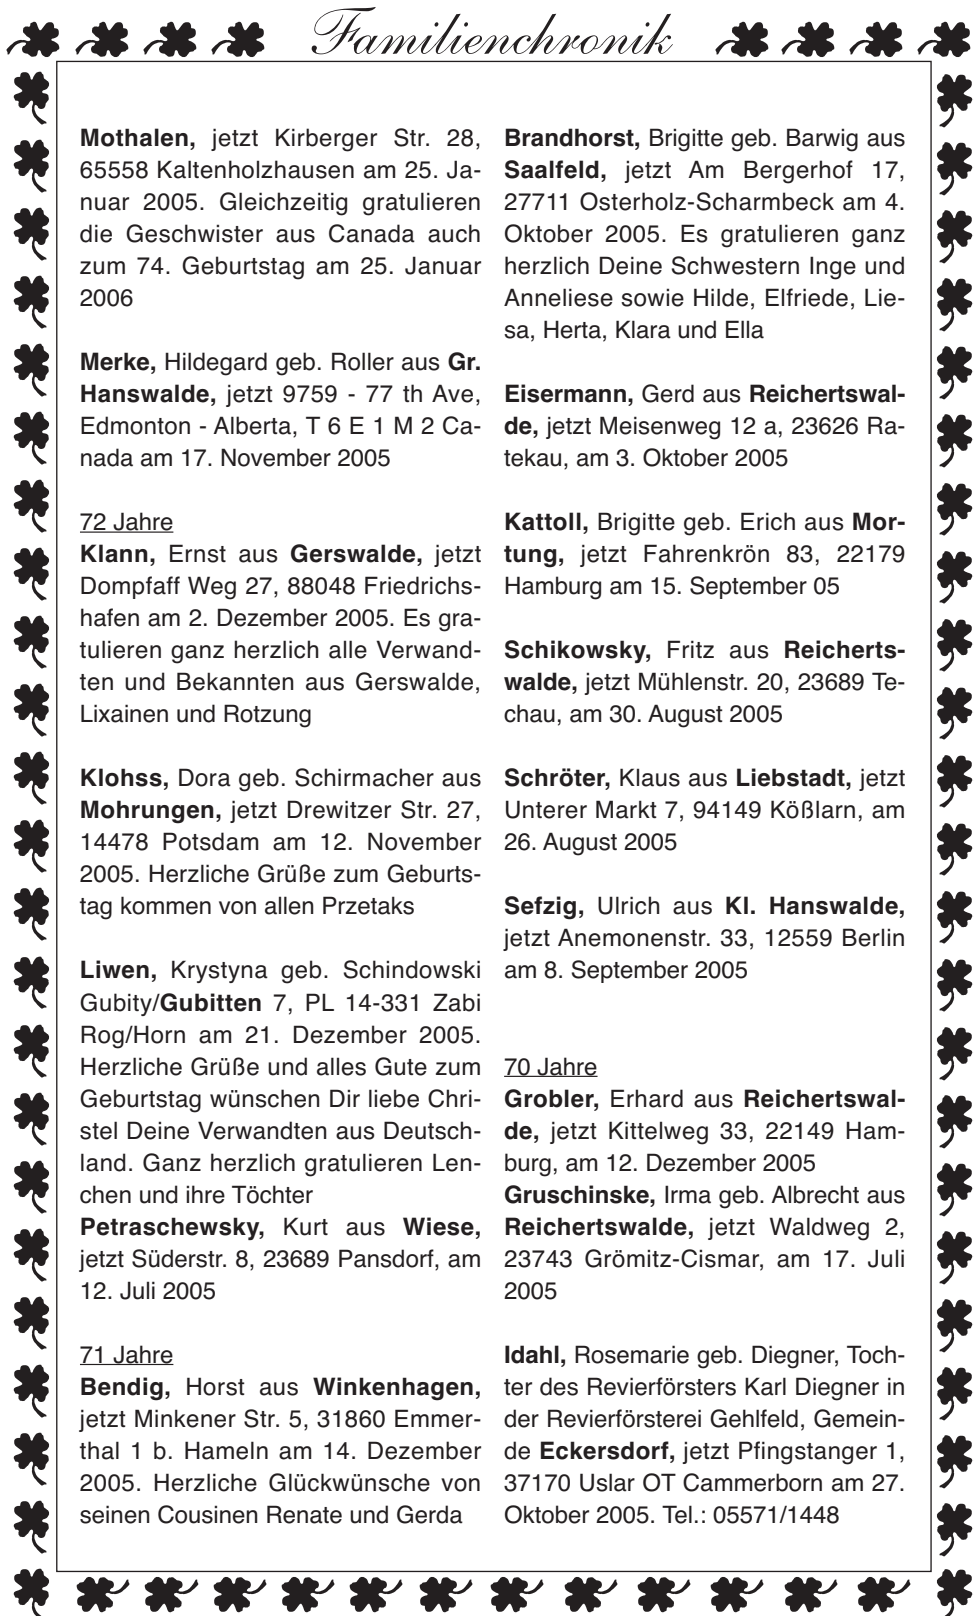 Familienchronik
Mothalen, jetzt Kirberger Str. 28,
65558 Kaltenholzhausen am 25. Ja-
nuar 2005. Gleichzeitig gratulieren
die Geschwister aus Canada auch
zum 74. Geburtstag am 25. Januar
2006
Merke, Hildegard geb. Roller aus Gr.
Hanswalde, jetzt 9759 - 77 th Ave,
Edmonton - Alberta, T 6 E 1 M 2 Ca-
nada am 17. November 2005
72 Jahre
Klann, Ernst aus Gerswalde, jetzt
Dompfaff Weg 27, 88048 Friedrichs-
hafen am 2. Dezember 2005. Es gra-
tulieren ganz herzlich alle Verwand-
ten und Bekannten aus Gerswalde,
Lixainen und Rotzung
Klohss, Dora geb. Schirmacher aus
Mohrungen, jetzt Drewitzer Str. 27,
14478 Potsdam am 12. November
2005. Herzliche Grüße zum Geburts-
tag kommen von allen Przetaks
Liwen, Krystyna geb. Schindowski
Gubity/Gubitten 7, PL 14-331 Zabi
Rog/Horn am 21. Dezember 2005.
Herzliche Grüße und alles Gute zum
Geburtstag wünschen Dir liebe Chri-
stel Deine Verwandten aus Deutsch-
land. Ganz herzlich gratulieren Len-
chen und ihre Töchter
Petraschewsky, Kurt aus Wiese,
jetzt Süderstr. 8, 23689 Pansdorf, am
12. Juli 2005
71 Jahre
Bendig, Horst aus Winkenhagen,
jetzt Minkener Str. 5, 31860 Emmer-
thal 1 b. Hameln am 14. Dezember
2005. Herzliche Glückwünsche von
seinen Cousinen Renate und Gerda
Brandhorst, Brigitte geb. Barwig aus
Saalfeld, jetzt Am Bergerhof 17,
27711 Osterholz-Scharmbeck am 4.
Oktober 2005. Es gratulieren ganz
herzlich Deine Schwestern Inge und
Anneliese sowie Hilde, Elfriede, Lie-
sa, Herta, Klara und Ella
Eisermann, Gerd aus Reichertswal-
de, jetzt Meisenweg 12 a, 23626 Ra-
tekau, am 3. Oktober 2005
Kattoll, Brigitte geb. Erich aus Mor-
tung, jetzt Fahrenkrön 83, 22179
Hamburg am 15. September 05
Schikowsky, Fritz aus Reicherts-
walde, jetzt Mühlenstr. 20, 23689 Te-
chau, am 30. August 2005
Schröter, Klaus aus Liebstadt, jetzt
Unterer Markt 7, 94149 Kößlarn, am
26. August 2005
Sefzig, Ulrich aus Kl. Hanswalde,
jetzt Anemonenstr. 33, 12559 Berlin
am 8. September 2005
70 Jahre
Grobler, Erhard aus Reichertswal-
de, jetzt Kittelweg 33, 22149 Ham-
burg, am 12. Dezember 2005
Gruschinske, Irma geb. Albrecht aus
Reichertswalde, jetzt Waldweg 2,
23743 Grömitz-Cismar, am 17. Juli
2005
Idahl, Rosemarie geb. Diegner, Toch-
ter des Revierförsters Karl Diegner in
der Revierförsterei Gehlfeld, Gemein-
de Eckersdorf, jetzt Pfingstanger 1,
37170 Uslar OT Cammerborn am 27.
Oktober 2005. Tel.: 05571/1448